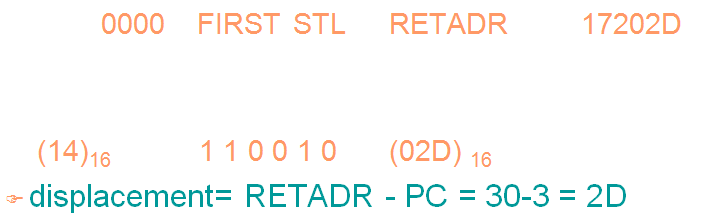 0000 FIRST STL RETADR 17202D
(14)16 1 1 0 0 1 0 (02D) 16
☞ displacement= RETADR - PC = 30-3 = 2D